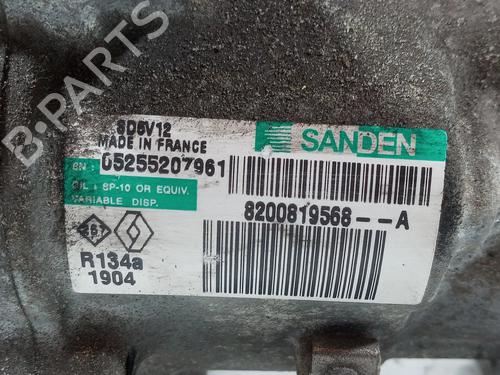 B-PARTS
SD6V12
MADE IN FRANCE
SANDEN
SN : 05255207961
OIL : SP-10 OR EQUIV.
VARIABLE DISP.
8200819568--A
R134a
1904